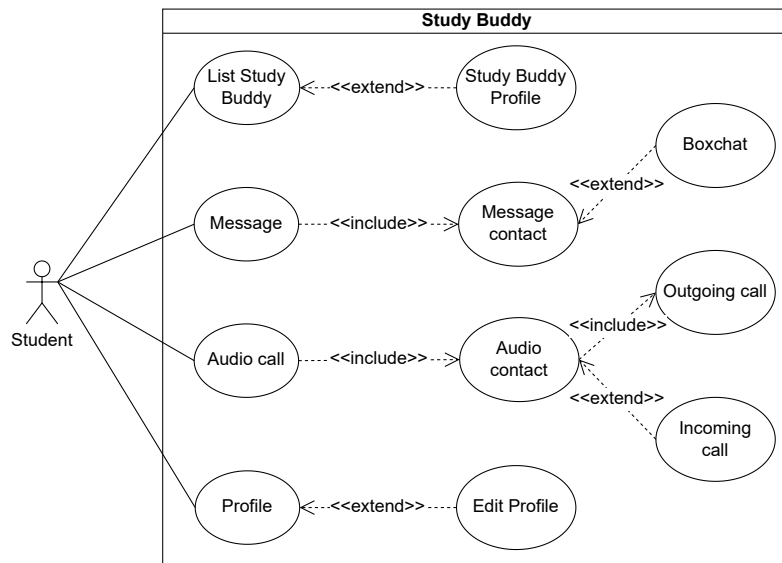 Study Buddy
List Study
Buddy
<<extend>>
Study Buddy
Profile
Boxchat
<<extend>>
Message
<<include>>
Message
contact
Outgoing call
<<include>>
Student
Audio call
<<include>>
Audio
contact
<<extend>>
Incoming
call
Profile
<<extend>>
Edit Profile